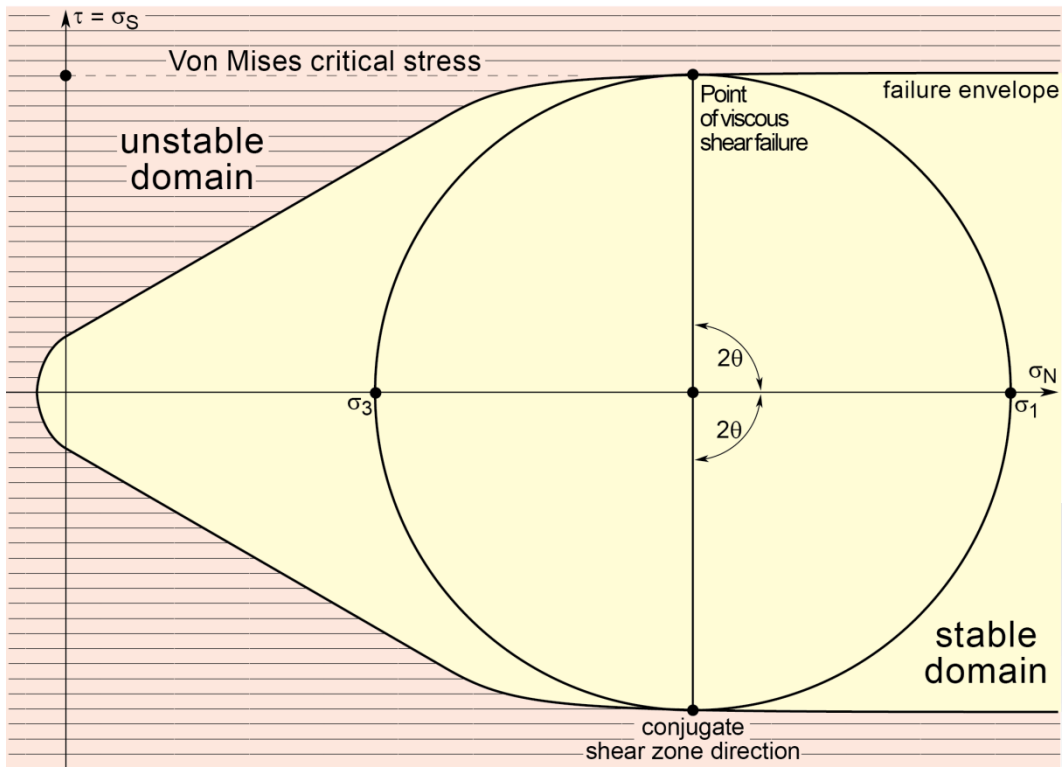 τ = σS
Von Mises critical stress
failure envelope
Point
of viscous
shear failure
unstable
domain
2θ
σN
σ3
σ1
2θ
stable
domain
conjugate
shear zone direction